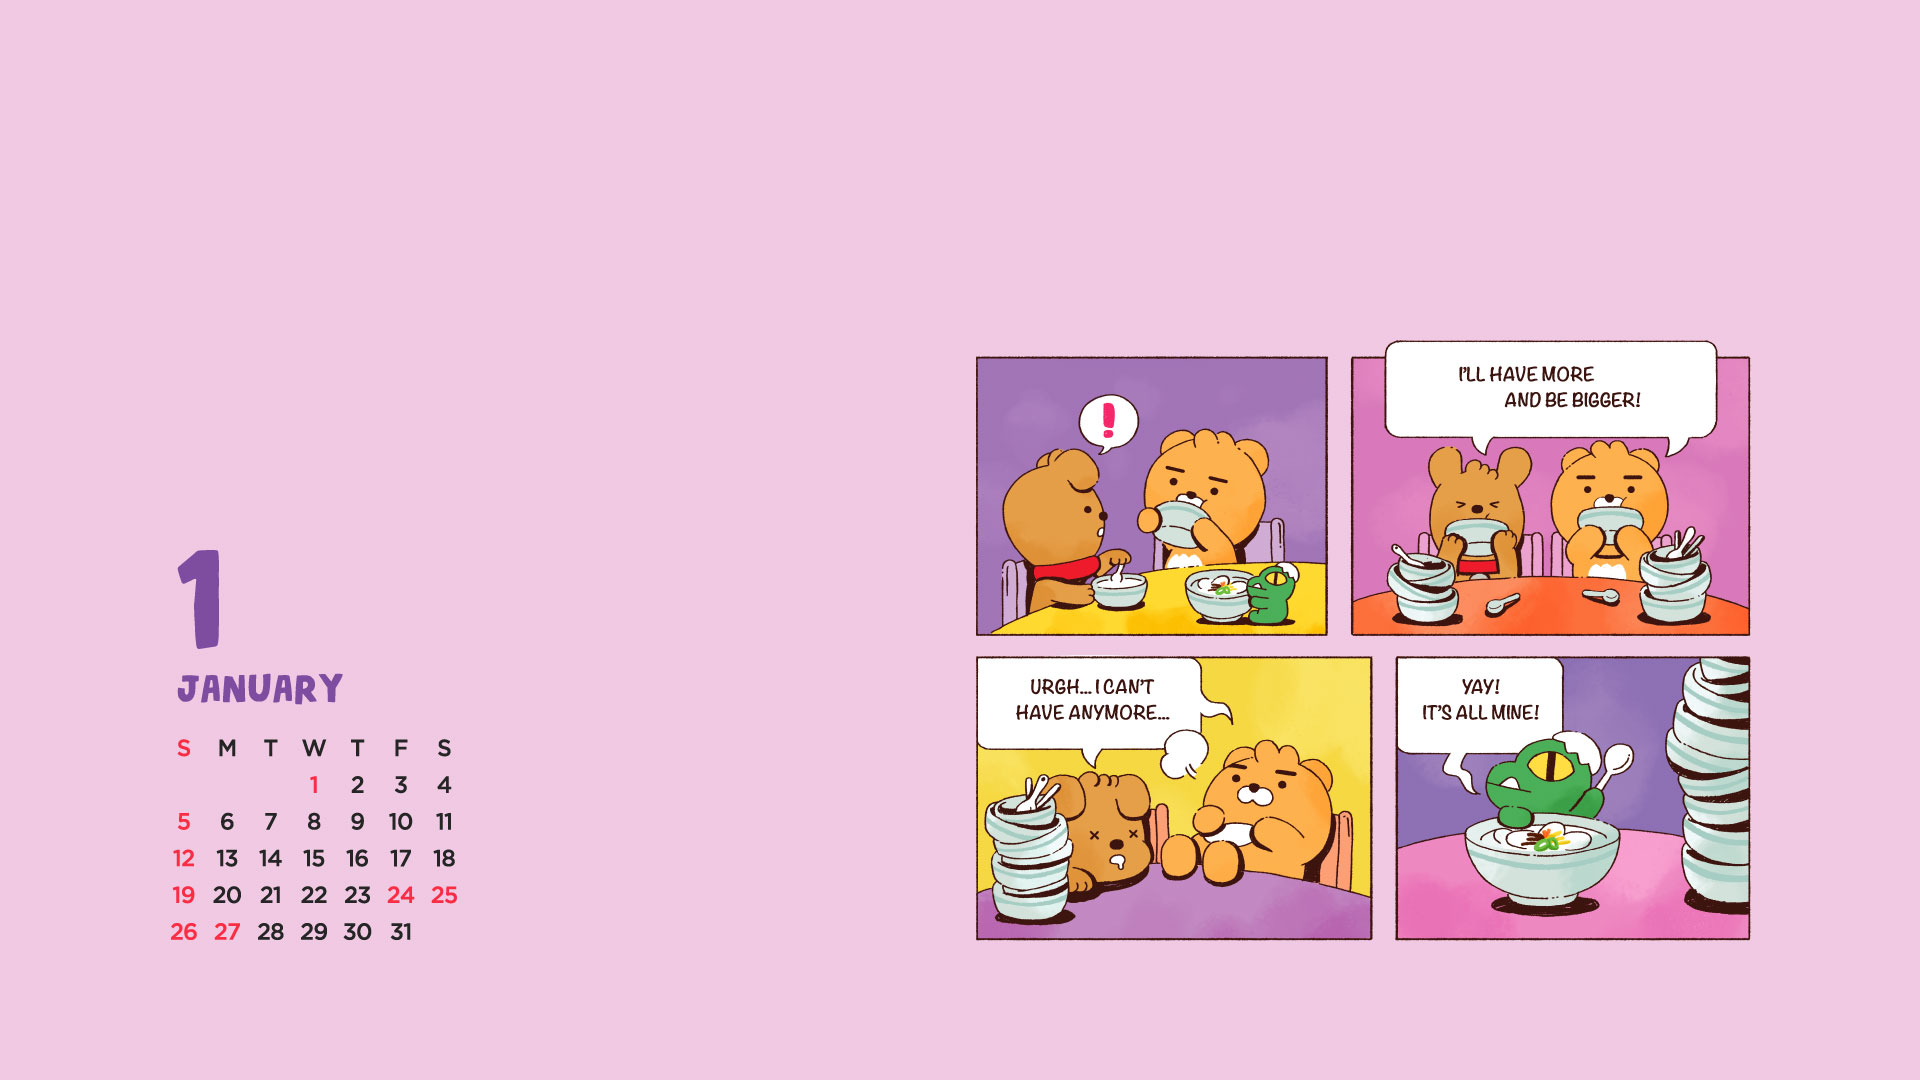 1
JANUARY
S M T W T F S
1 2 3 4
5 6 7 8 9 10 11
12 13 14 15 16 17 18
19 20 21 22 23 24 25
26 27 28 29 30 31
!
I'LL HAVE MORE
AND BE BIGGER!
URGH... I CAN'T
HAVE ANYMORE...
YAY!
IT'S ALL MINE!